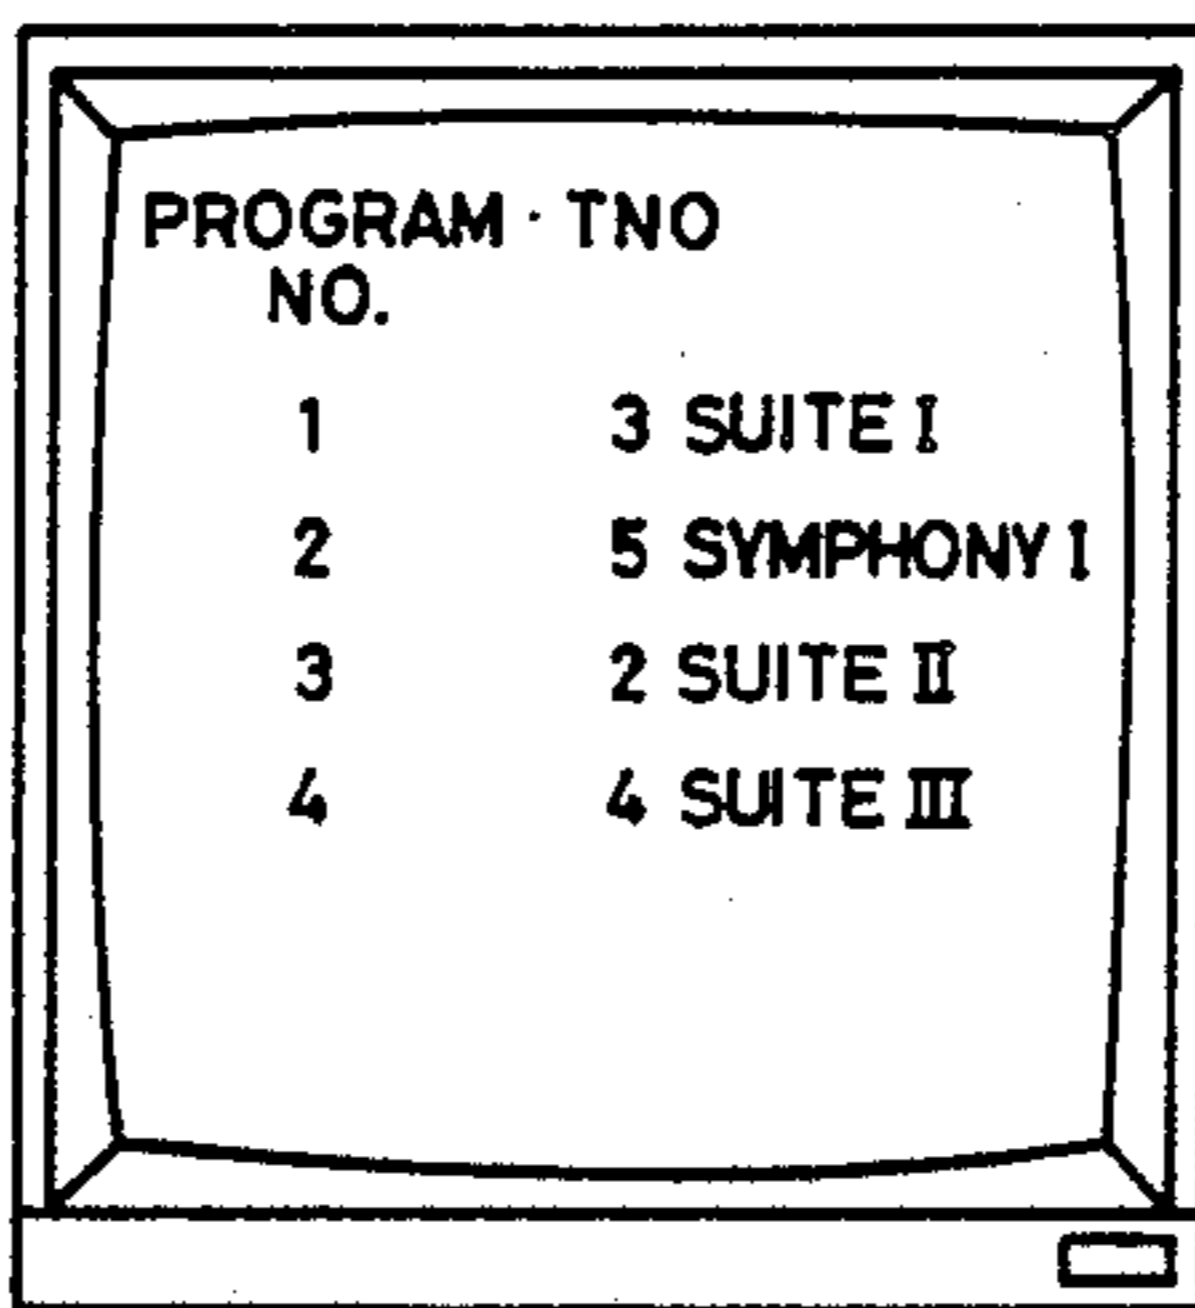 PROGRAM · TNO
NO.
1 3 SUITE I
2 5 SYMPHONY I
3 2 SUITE II
4 4 SUITE III